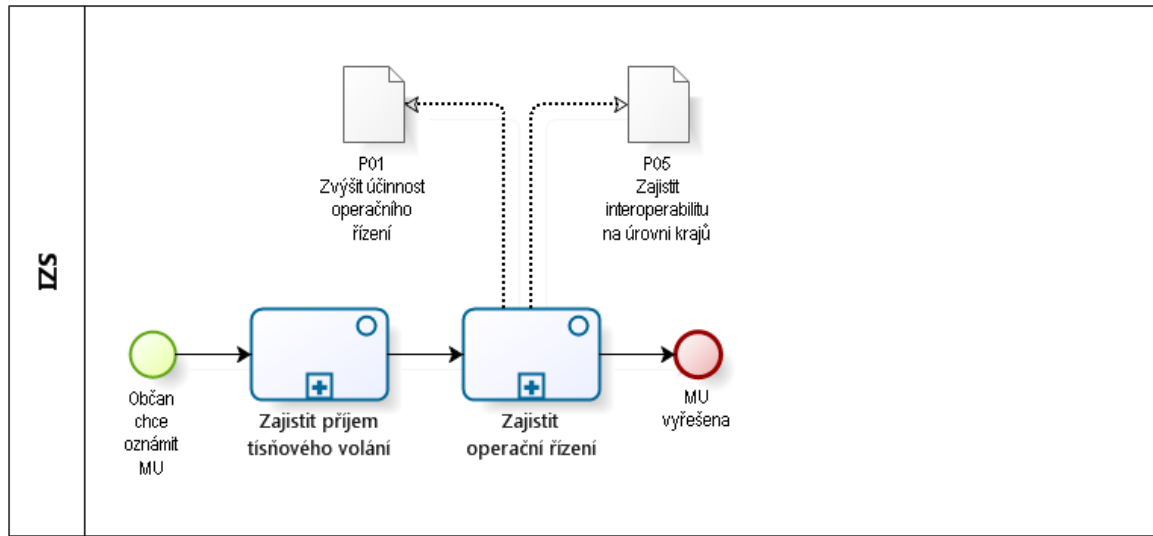 IZS
P01
Zvýšit účinnost
operačního
řízení
P05
Zajistit
interoperabilitu
na úrovni krajů
Občan
chce
oznámit
MU
Zajistit příjem
tísňového volání
Zajistit
operační řízení
MU
vyřešena